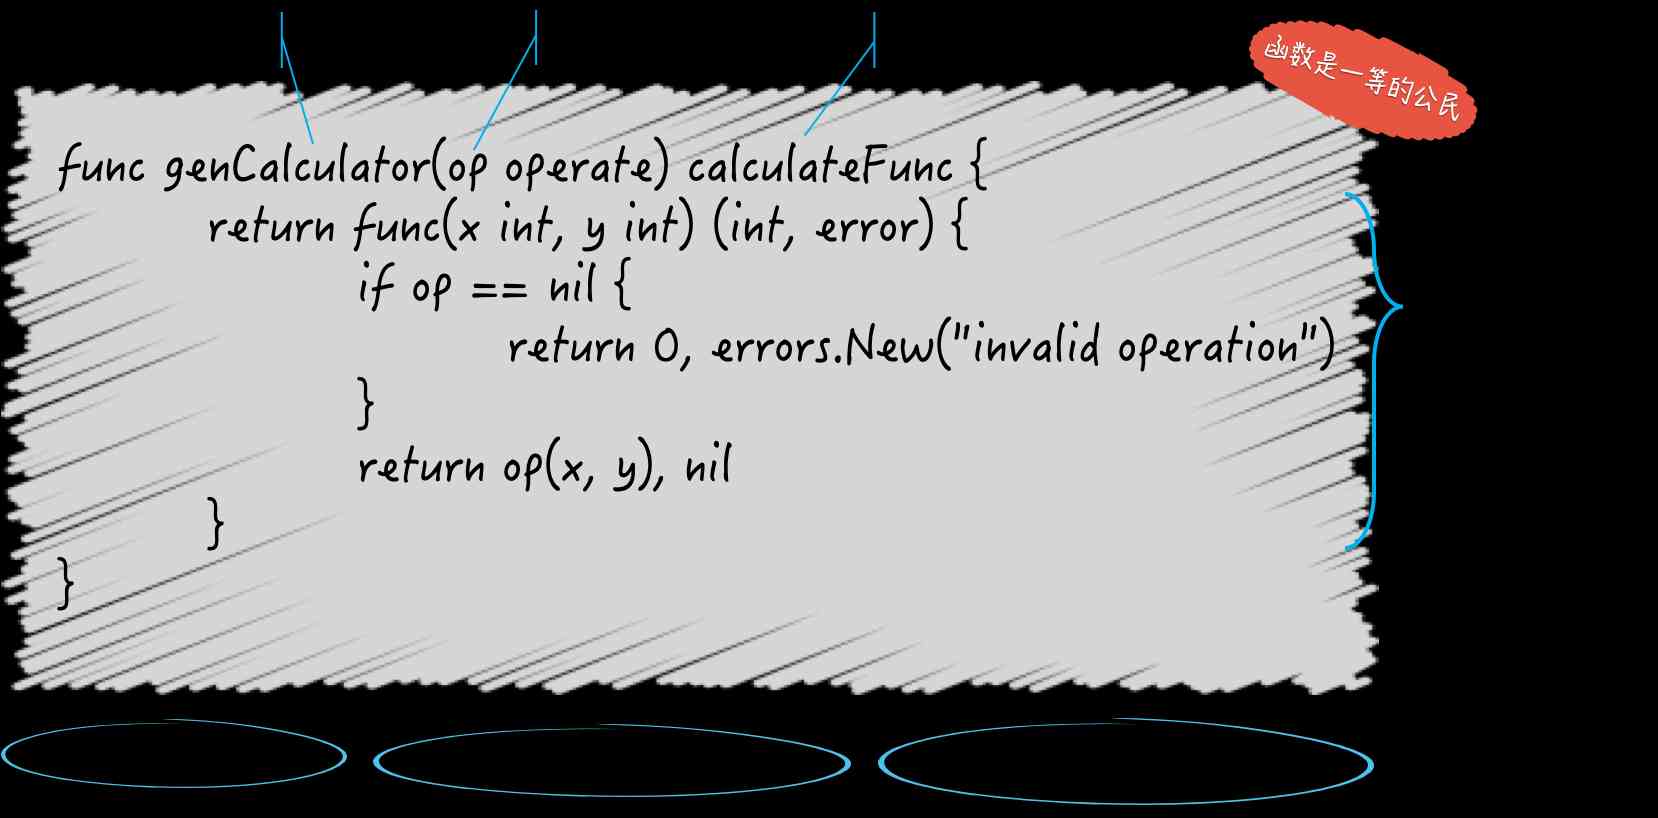 函数是一等的公民
func genCalculator(op operate) calculateFunc {
return func(x int, y int) (int, error) {
if op == nil {
return 0, errors.New("invalid operation")
}
return op(x, y), nil
}
}